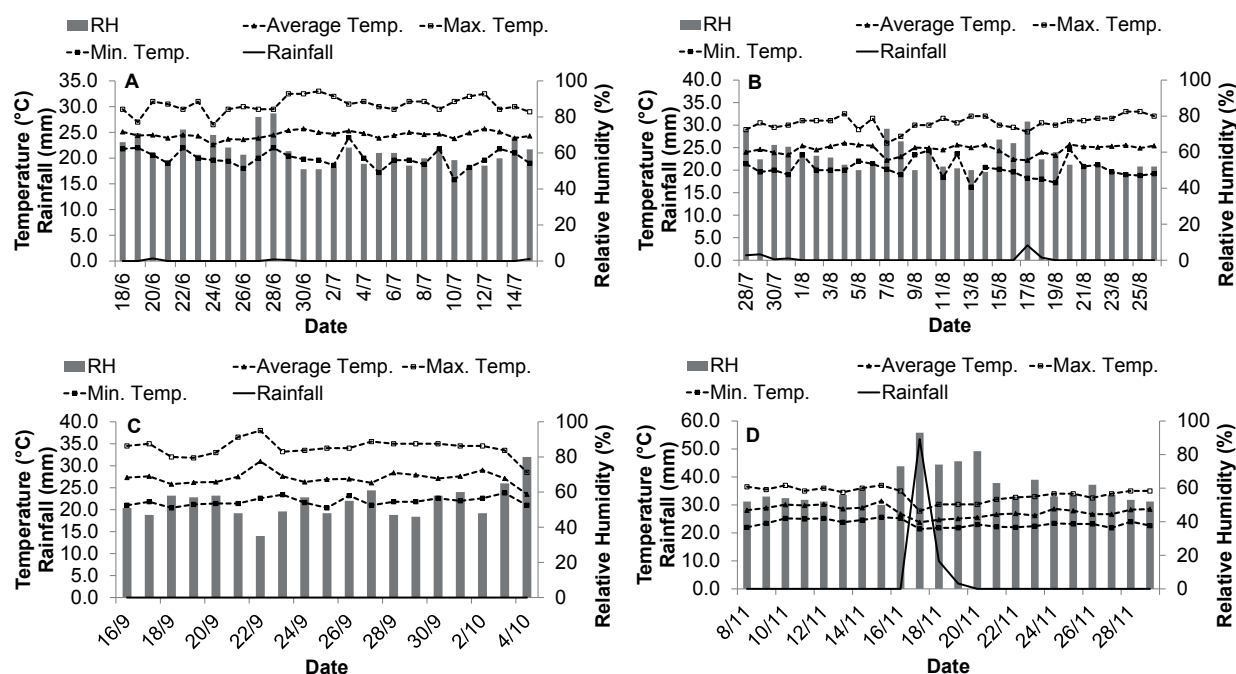 RH Average Temp. Max. Temp.
Min. Temp. Rainfall
A
Temperature (°C)
Rainfall (mm)
35.0
30.0
25.0
20.0
15.0
10.0
5.0
0.0
100
80
60
40
20
0
Relative Humidity (%)
18/6 20/6 22/6 24/6 26/6 28/6 30/6 2/7 4/7 6/7 8/7 10/7 12/7 14/7
Date
RH Average Temp. Max. Temp.
Min. Temp. Rainfall
B
Temperature (°C)
Rainfall (mm)
40.0
35.0
30.0
25.0
20.0
15.0
10.0
5.0
0.0
100
80
60
40
20
0
Relative Humidity (%)
28/7 30/7 1/8 3/8 5/8 7/8 9/8 11/8 13/8 15/8 17/8 19/8 21/8 23/8 25/8
Date
RH Average Temp. Max. Temp.
Min. Temp. Rainfall
C
Temperature (°C)
Rainfall (mm)
40.0
35.0
30.0
25.0
20.0
15.0
10.0
5.0
0.0
100
80
60
40
20
0
Relative Humidity (%)
16/9 18/9 20/9 22/9 24/9 26/9 28/9 30/9 2/10 4/10
Date
RH Average Temp. Max. Temp.
Min. Temp. Rainfall
D
Temperature (°C)
Rainfall (mm)
60.0
50.0
40.0
30.0
20.0
10.0
0.0
100
80
60
40
20
0
Relative Humidity (%)
8/11 10/11 12/11 14/11 16/11 18/11 20/11 22/11 24/11 26/11 28/11
Date